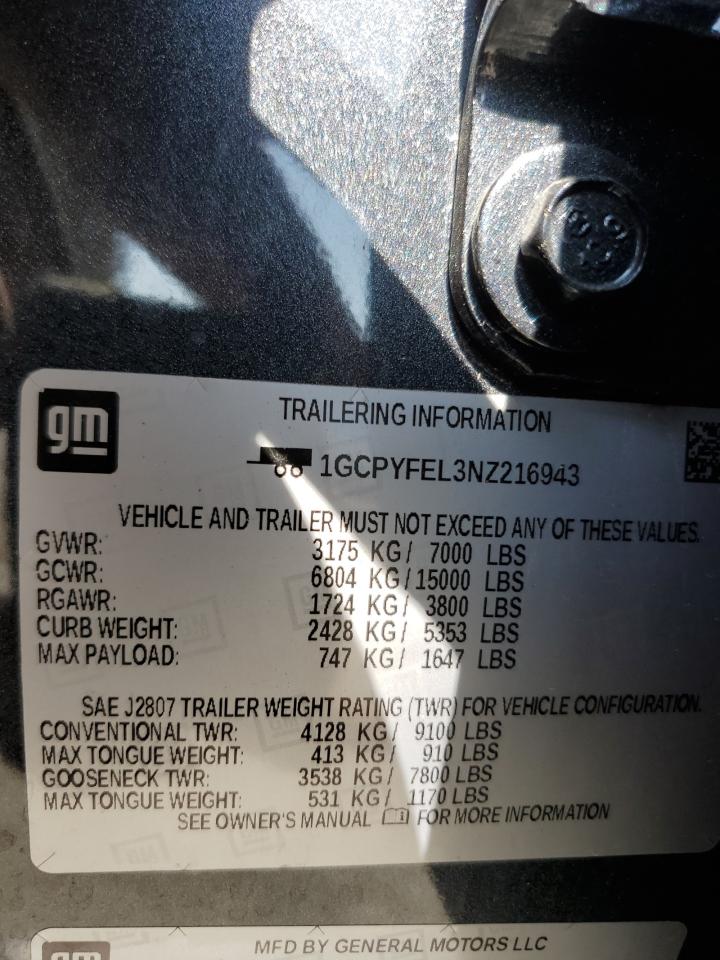 gm
TRAILERING INFORMATION
1GCPYFEL3NZ216943
VEHICLE AND TRAILER MUST NOT EXCEED ANY OF THESE VALUES.
GVWR: 3175 KG/ 7000 LBS
GCWR: 6804 KG/15000 LBS
RGAWR: 1724 KG/ 3800 LBS
CURB WEIGHT: 2428 KG/ 5353 LBS
MAX PAYLOAD: 747 KG/ 1647 LBS
SAE J2807 TRAILER WEIGHT RATING (TWR) FOR VEHICLE CONFIGURATION.
CONVENTIONAL TWR: 4128 KG/ 9100 LBS
MAX TONGUE WEIGHT: 413 KG/ 910 LBS
GOOSENECK TWR: 3538 KG/ 7800 LBS
MAX TONGUE WEIGHT: 531 KG/ 1170 LBS
SEE OWNER'S MANUAL FOR MORE INFORMATION
gm
MFD BY GENERAL MOTORS LLC